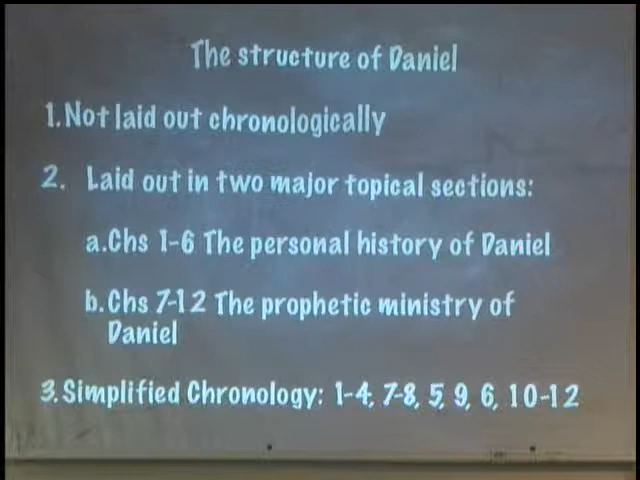 The structure of Daniel
1. Not laid out chronologically
2. Laid out in two major topical sections:
a. Chs 1-6 The personal history of Daniel
b. Chs 7-12 The prophetic ministry of
Daniel
3. Simplified Chronology: 1-4, 7-8, 5, 9, 6, 10-12